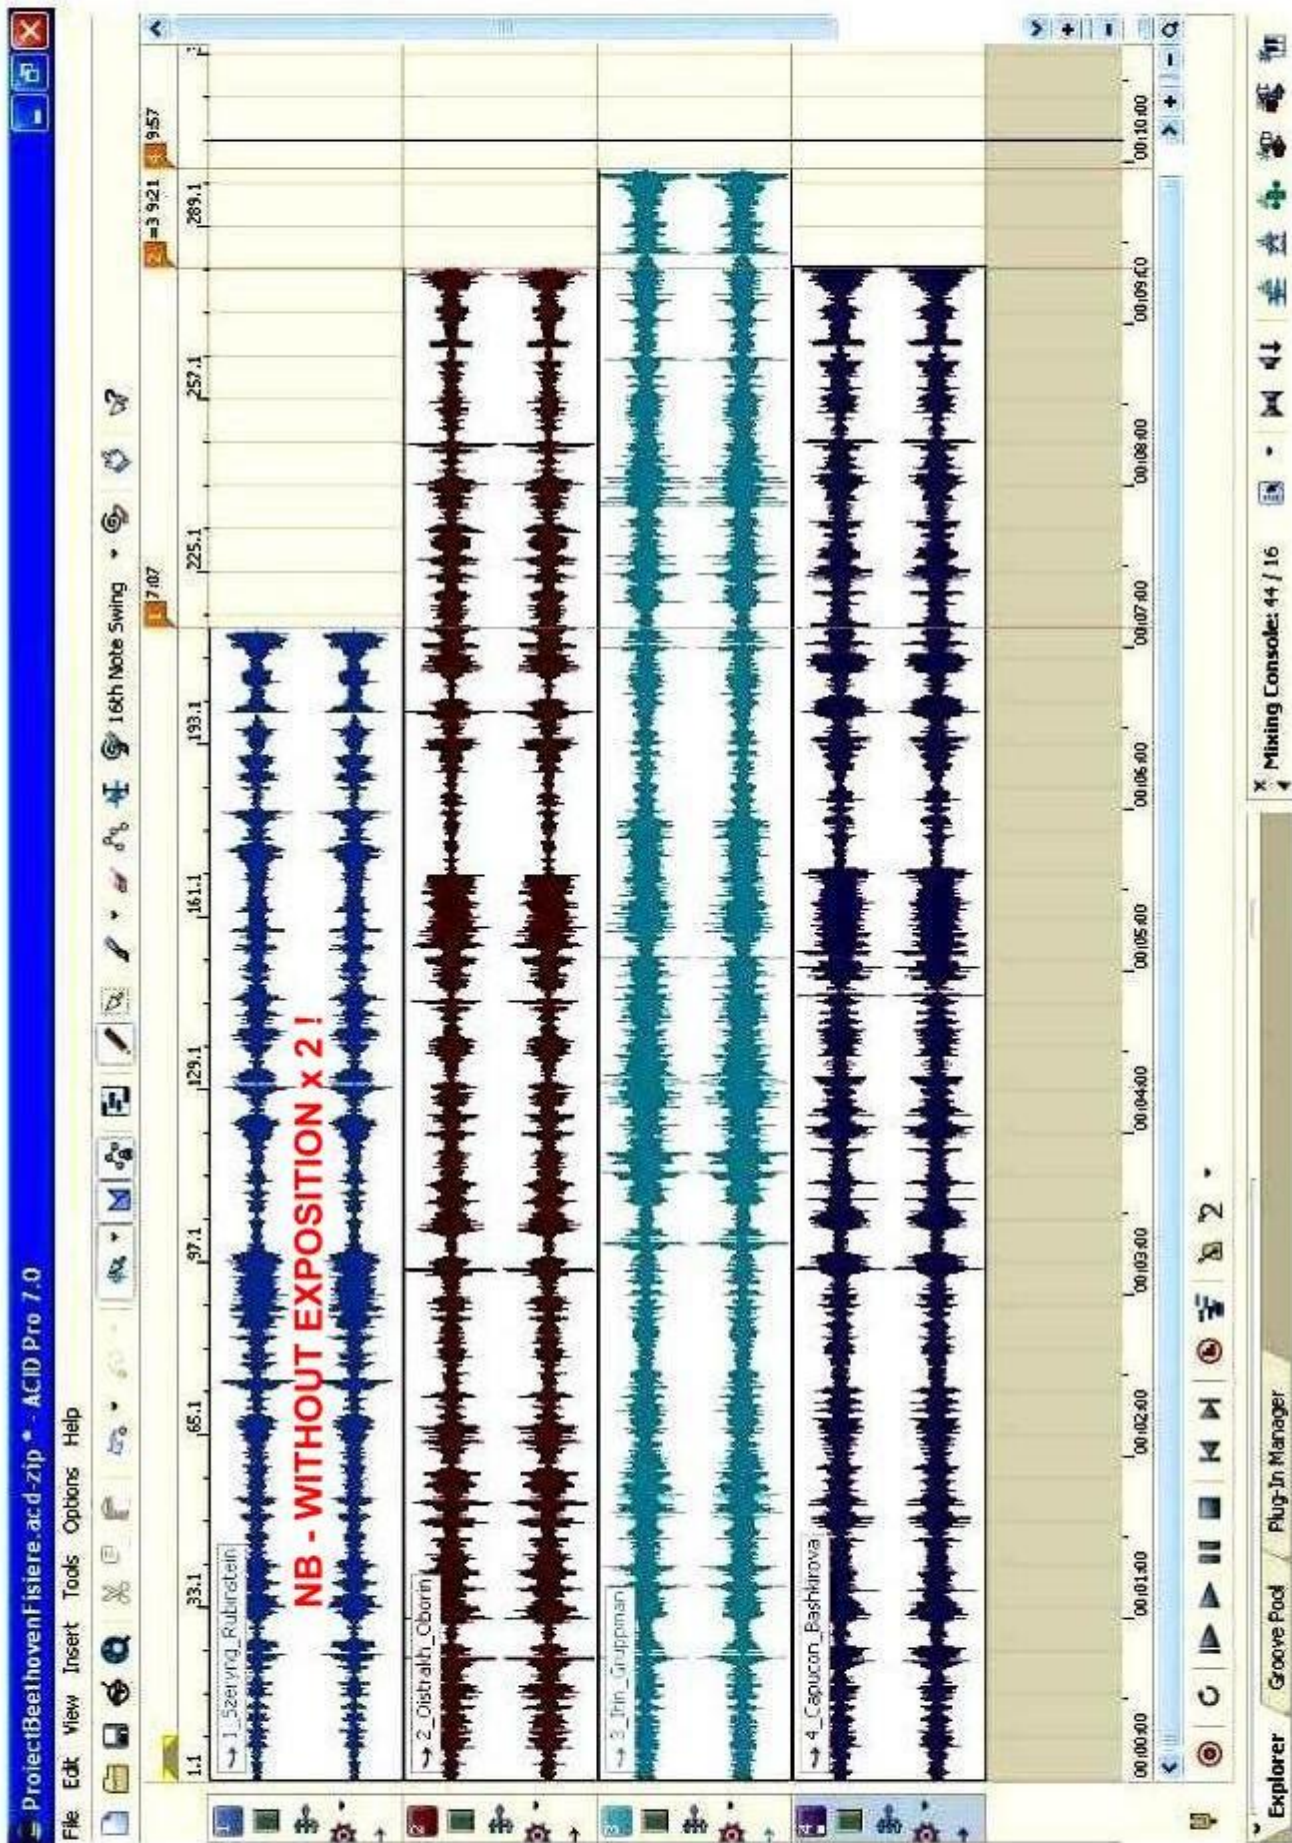 ProiectBeethovenFisiere.acd-zip * - ACID Pro 7.0
File Edit View Insert Tools Options Help
16th Note Swing
1 7:07
2 =3 9:21
9:57
1.1 33.1 65.1 97.1 129.1 161.1 193.1 225.1 257.1 289.1
1_Szeryng_Rubinstein
NB - WITHOUT EXPOSITION x 2 !
2_Oistrakh_Oborin
3_Irin_Gruppman
4_Capucon_Bashkirova
00:00:00 00:01:00 00:02:00 00:03:00 00:04:00 00:05:00 00:06:00 00:07:00 00:08:00 00:09:00 00:10:00
Explorer Groove Pool Plug-In Manager
Mixing Console: 44 / 16